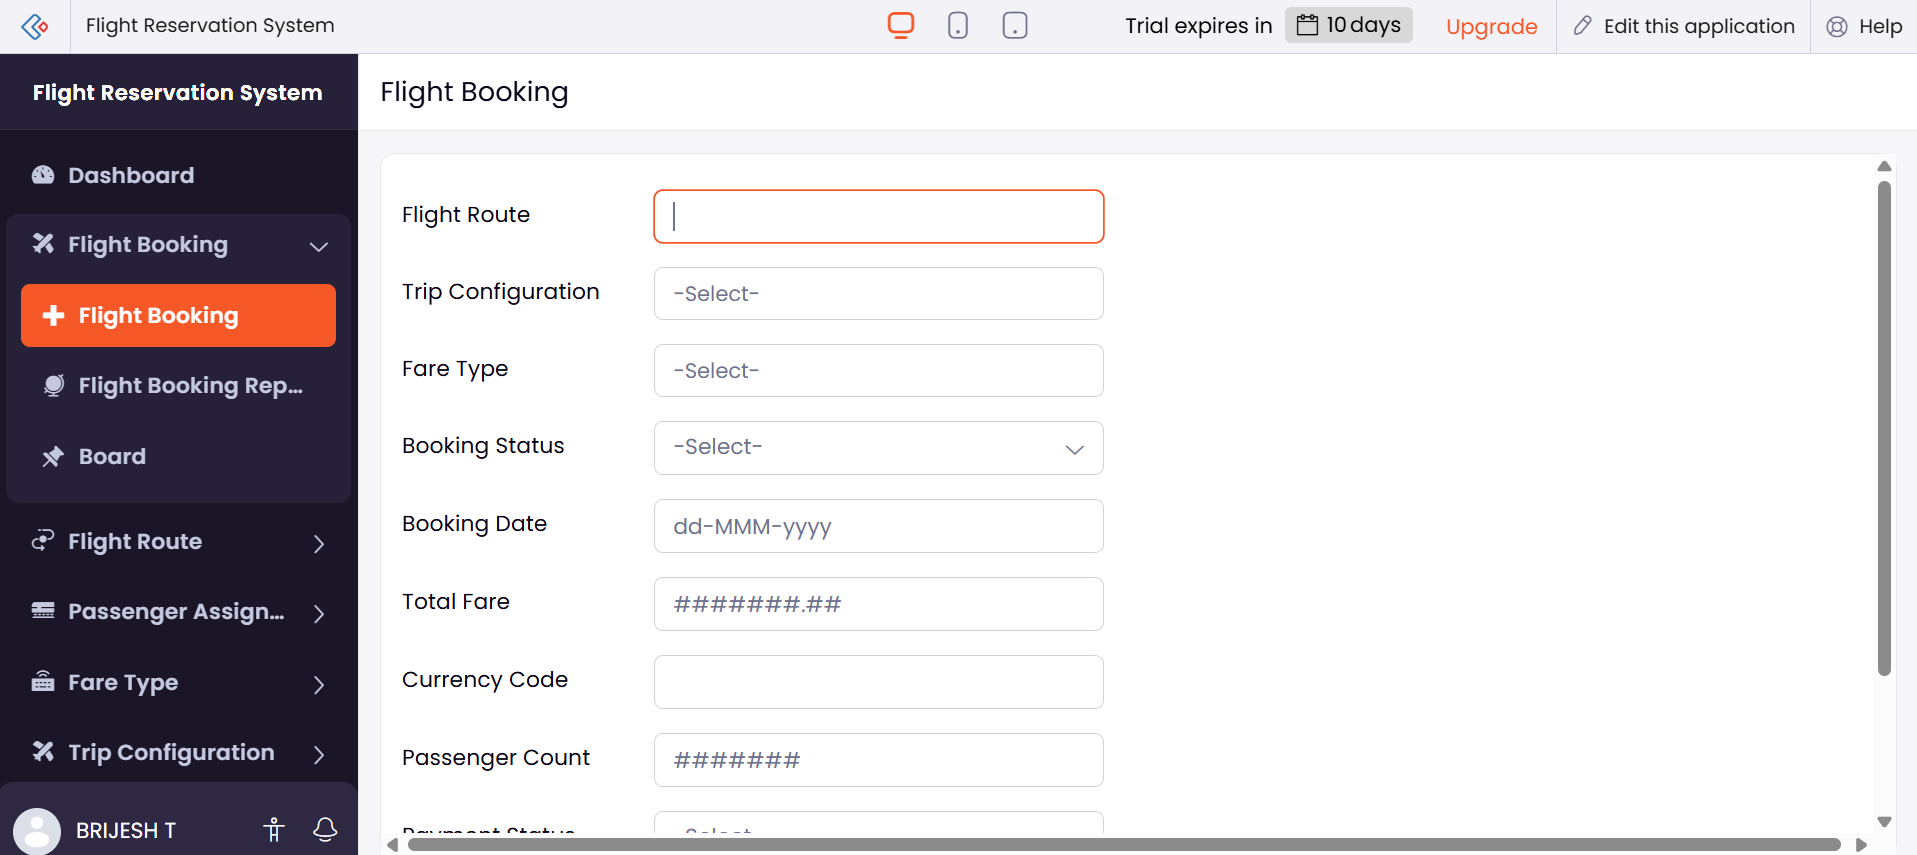 Flight Reservation System
Trial expires in 10 days
Upgrade
Edit this application
Help
Flight Reservation System
Dashboard
Flight Booking
Flight Booking
Flight Booking Rep...
Board
Flight Route
Passenger Assign...
Fare Type
Trip Configuration
BRIJESH T
Flight Booking
Flight Route
Trip Configuration
-Select-
Fare Type
-Select-
Booking Status
-Select-
Booking Date
dd-MMM-yyyy
Total Fare
#######.##
Currency Code
Passenger Count
#######
Payment Status
-Select-